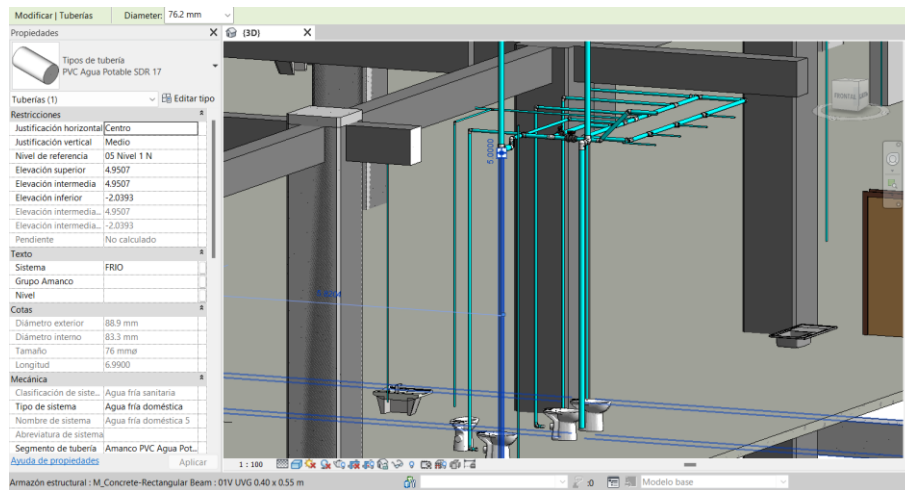 Modificar | Tuberías Diameter: 76.2 mm
Propiedades X (3D) X
Tipos de tubería
PVC Agua Potable SDR 17
Tuberías (1) Editar tipo
Restricciones
Justificación horizontal Centro
Justificación vertical Medio
Nivel de referencia 05 Nivel 1 N
Elevación superior 4.9507
Elevación intermedia 4.9507
Elevación inferior -2.0393
Elevación intermedia... 4.9507
Elevación intermedia... -2.0393
Pendiente No calculado
Texto
Sistema FRIO
Grupo Amanco
Nivel
Cotas
Diámetro exterior 88.9 mm
Diámetro interno 83.3 mm
Tamaño 76 mmø
Longitud 6.9900
Mecánica
Clasificación de siste... Agua fría sanitaria
Tipo de sistema Agua fría doméstica
Nombre de sistema Agua fría doméstica 5
Abreviatura de sistema
Segmento de tubería Amanco PVC Agua Pot...
Ayuda de propiedades Aplicar
5.0000
FRONTAL
1 : 100
Armazón estructural : M_Concrete-Rectangular Beam : 01V UVG 0.40 x 0.55 m :0 Modelo base